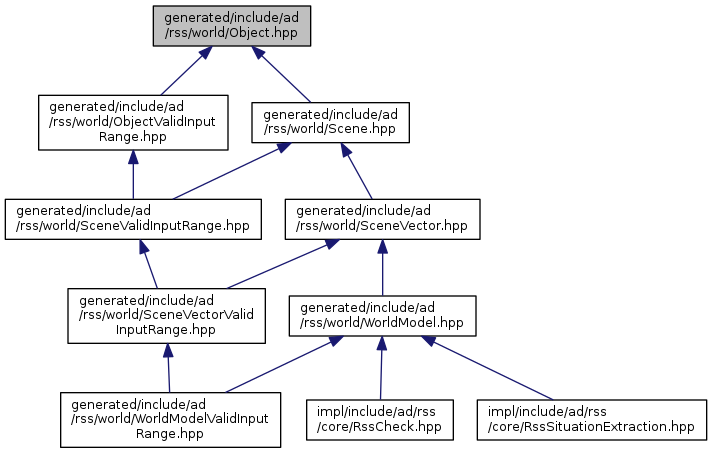 generated/include/ad
/rss/world/Object.hpp
generated/include/ad
/rss/world/ObjectValidInput
Range.hpp
generated/include/ad
/rss/world/Scene.hpp
generated/include/ad
/rss/world/SceneValidInputRange.hpp
generated/include/ad
/rss/world/SceneVector.hpp
generated/include/ad
/rss/world/SceneVectorValid
InputRange.hpp
generated/include/ad
/rss/world/WorldModel.hpp
generated/include/ad
/rss/world/WorldModelValidInput
Range.hpp
impl/include/ad/rss
/core/RssCheck.hpp
impl/include/ad/rss
/core/RssSituationExtraction.hpp